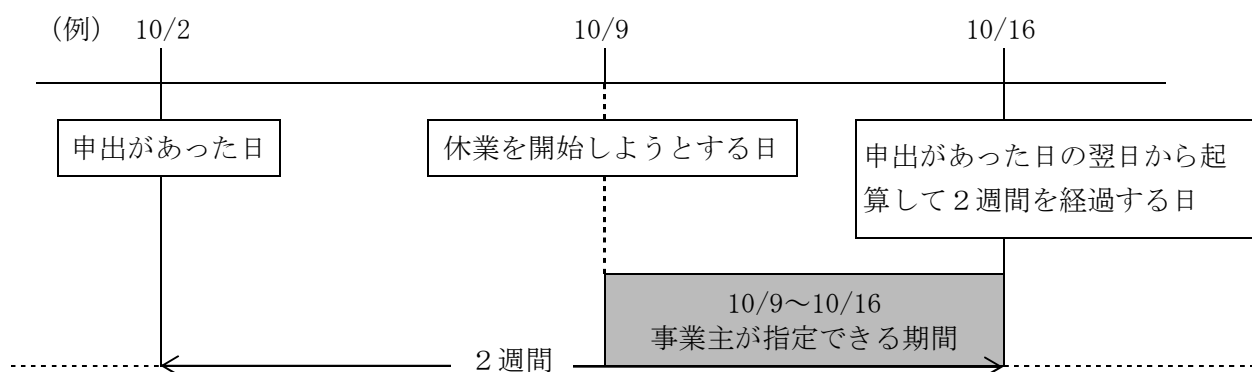 （例） 10/2 10/9 10/16
申出があった日
休業を開始しようとする日
申出があった日の翌日から起
算して２週間を経過する日
10/9～10/16
事業主が指定できる期間
２週間